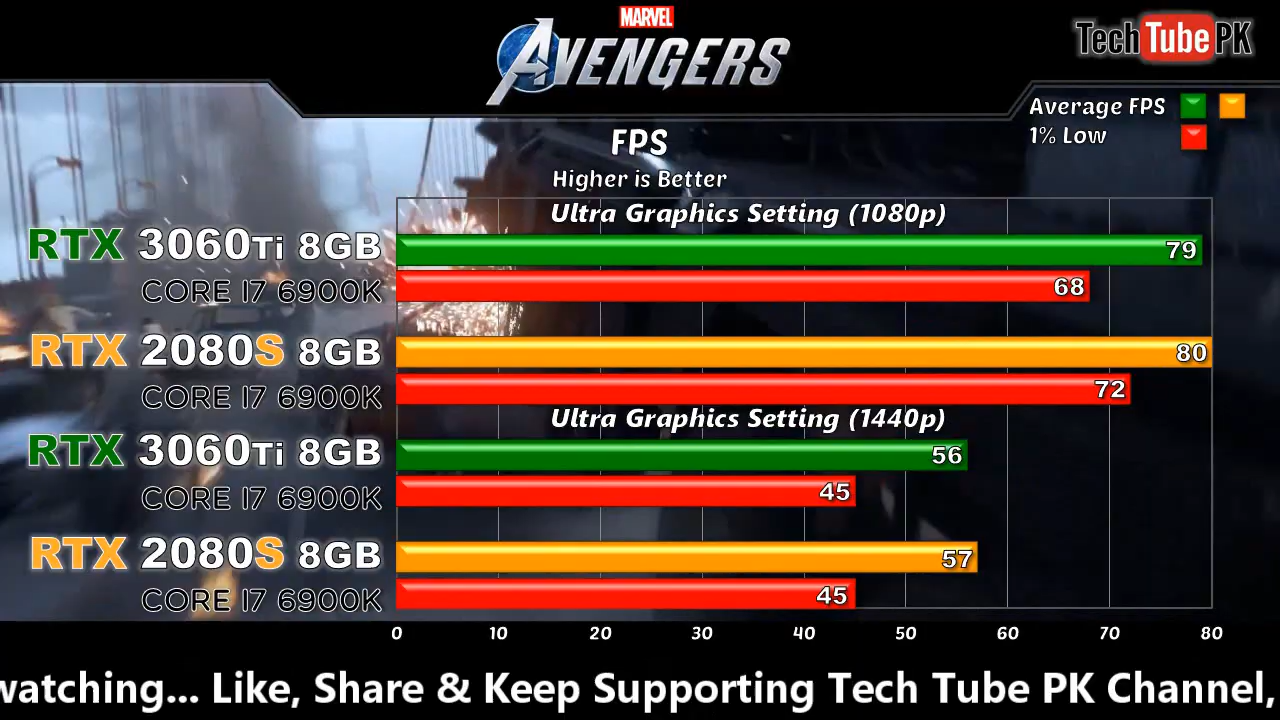 MARVEL
AVENGERS
TechTubePK
Average FPS
1% Low
FPS
Higher is Better
Ultra Graphics Setting (1080p)
RTX 3060Ti 8GB
79
CORE I7 6900K
68
RTX 2080S 8GB
80
CORE I7 6900K
72
Ultra Graphics Setting (1440p)
RTX 3060Ti 8GB
56
CORE I7 6900K
45
RTX 2080S 8GB
57
CORE I7 6900K
45
0 10 20 30 40 50 60 70 80
watching... Like, Share & Keep Supporting Tech Tube PK Channel,